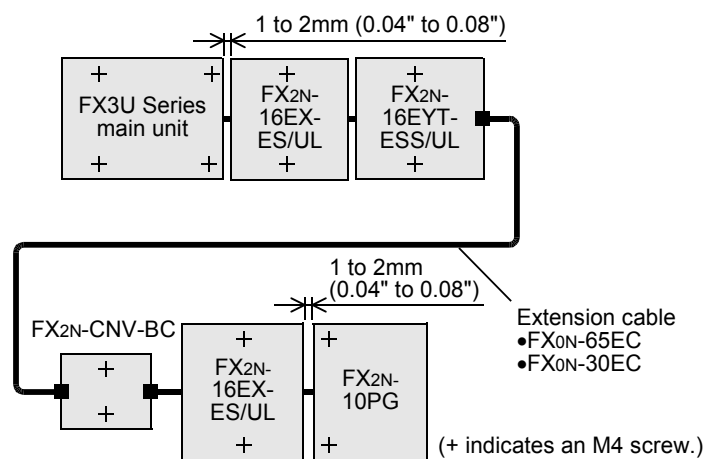 1 to 2mm (0.04" to 0.08")
FX3U Series
main unit
FX2N-
16EX-
ES/UL
FX2N-
16EYT-
ESS/UL
1 to 2mm
(0.04" to 0.08")
FX2N-CNV-BC
FX2N-
16EX-
ES/UL
FX2N-
10PG
Extension cable
•FX0N-65EC
•FX0N-30EC
(+ indicates an M4 screw.)